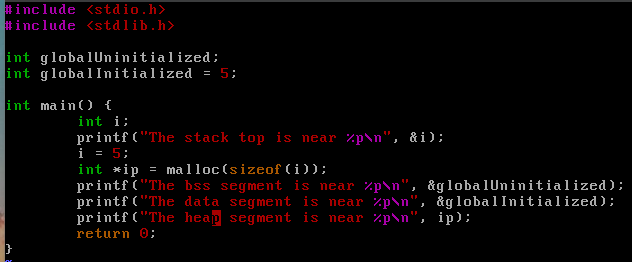 #include <stdio.h>
#include <stdlib.h>

int globalUninitialized;
int globalInitialized = 5;

int main() {
        int i;
        printf("The stack top is near %p\n", &i);
        i = 5;
        int *ip = malloc(sizeof(i));
        printf("The bss segment is near %p\n", &globalUninitialized);
        printf("The data segment is near %p\n", &globalInitialized);
        printf("The heap segment is near %p\n", ip);
        return 0;
}